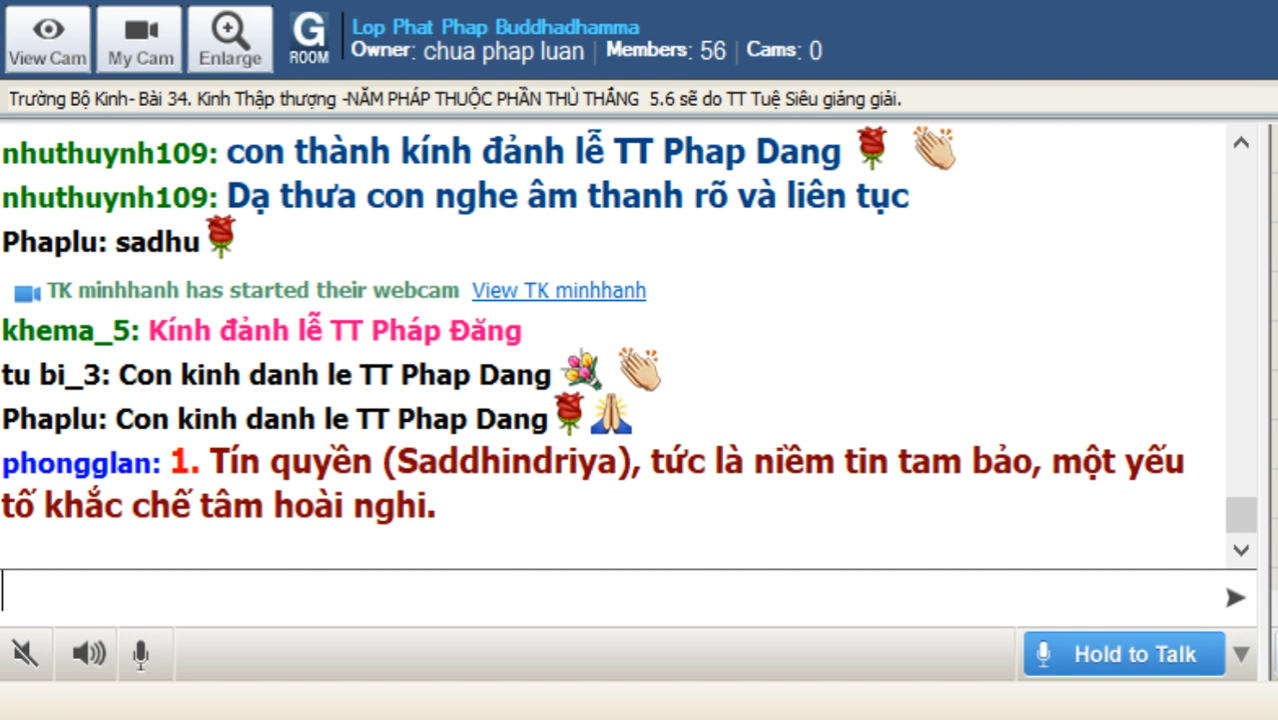 View Cam
My Cam
Enlarge
G ROOM
Lop Phat Phap Buddhadhamma
Owner: chua phap luan | Members: 56 | Cams: 0
Trường Bộ Kinh- Bài 34. Kinh Thập thượng -NĂM PHÁP THUỘC PHẦN THÙ THẮNG 5.6 sẽ do TT Tuệ Siêu giảng giải.
nhuthuynh109: con thành kính đảnh lễ TT Phap Dang
nhuthuynh109: Dạ thưa con nghe âm thanh rõ và liên tục
Phaplu: sadhu
TK minhhanh has started their webcam View TK minhhanh
khema_5: Kính đảnh lễ TT Pháp Đăng
tu bi_3: Con kinh danh le TT Phap Dang
Phaplu: Con kinh danh le TT Phap Dang
phongglan: 1. Tín quyền (Saddhindriya), tức là niềm tin tam bảo, một yếu
tố khắc chế tâm hoài nghi.
Hold to Talk